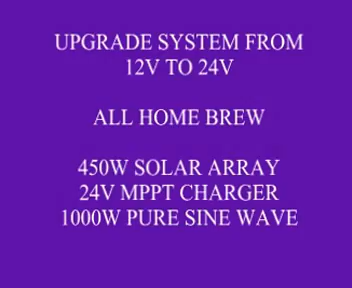 UPGRADE SYSTEM FROM
12V TO 24V
ALL HOME BREW
450W SOLAR ARRAY
24V MPPT CHARGER
1000W PURE SINE WAVE